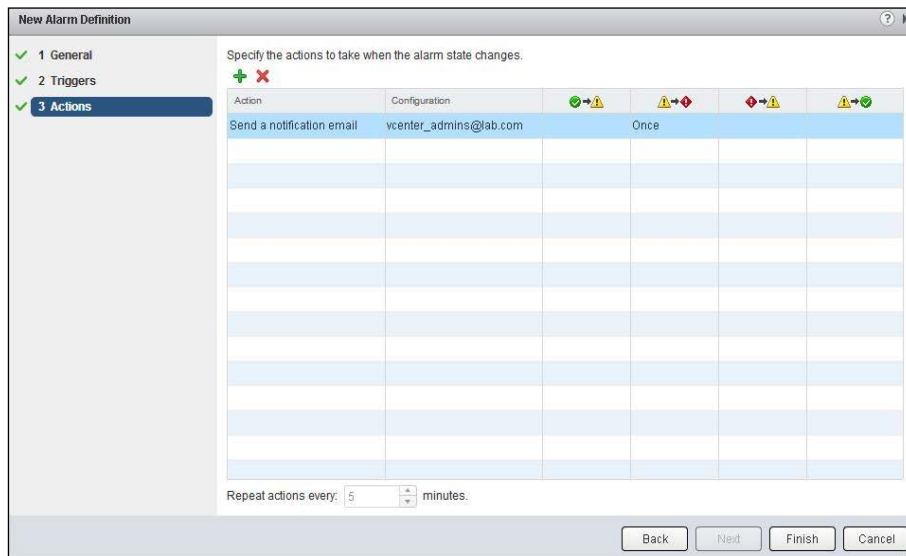 New Alarm Definition
?
1 General
2 Triggers
3 Actions
Specify the actions to take when the alarm state changes.
Action Configuration
Send a notification email vcenter_admins@lab.com Once
Repeat actions every: 5 minutes.
Back Next Finish Cancel